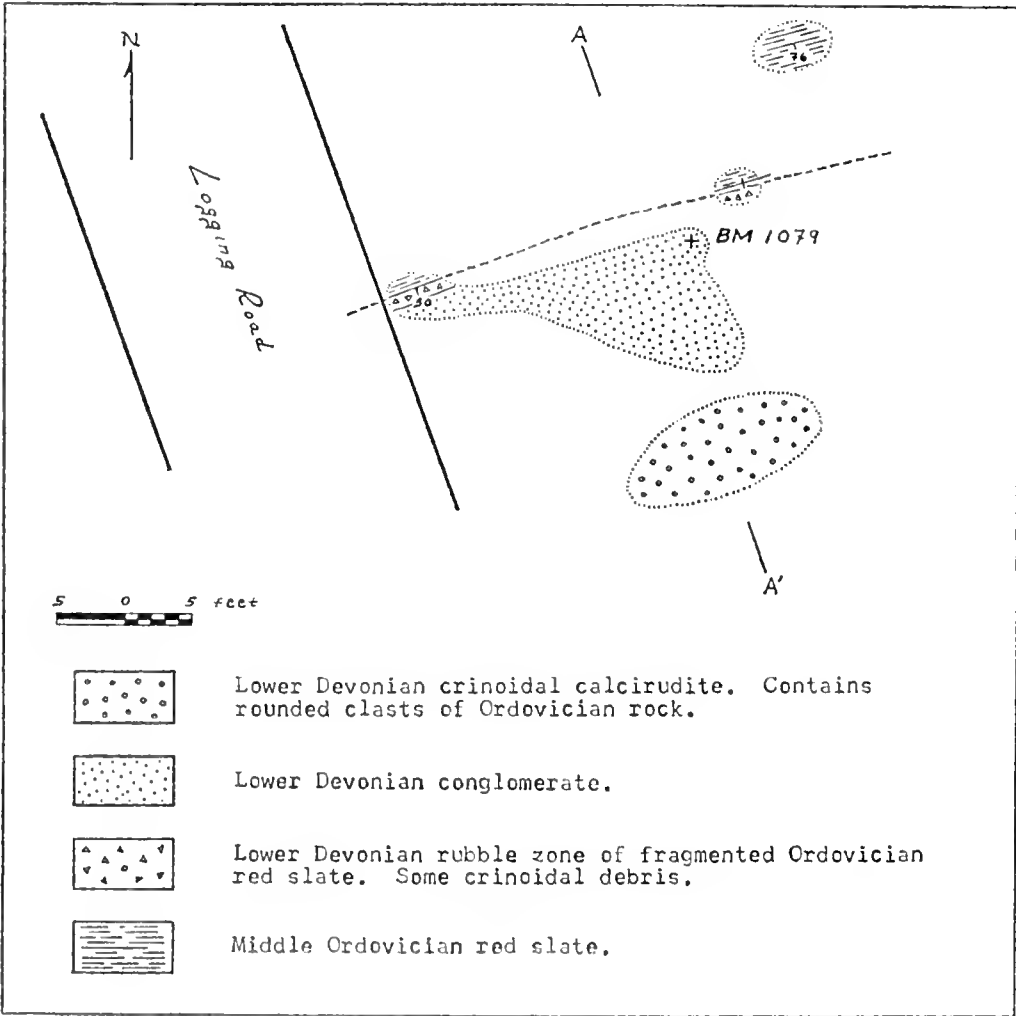 N
A
76
Logging Road
BM 1079
30
A'
5 0 5 feet
Lower Devonian crinoidal calcirudite. Contains
rounded clasts of Ordovician rock.
Lower Devonian conglomerate.
Lower Devonian rubble zone of fragmented Ordovician
red slate. Some crinoidal debris.
Middle Ordovician red slate.